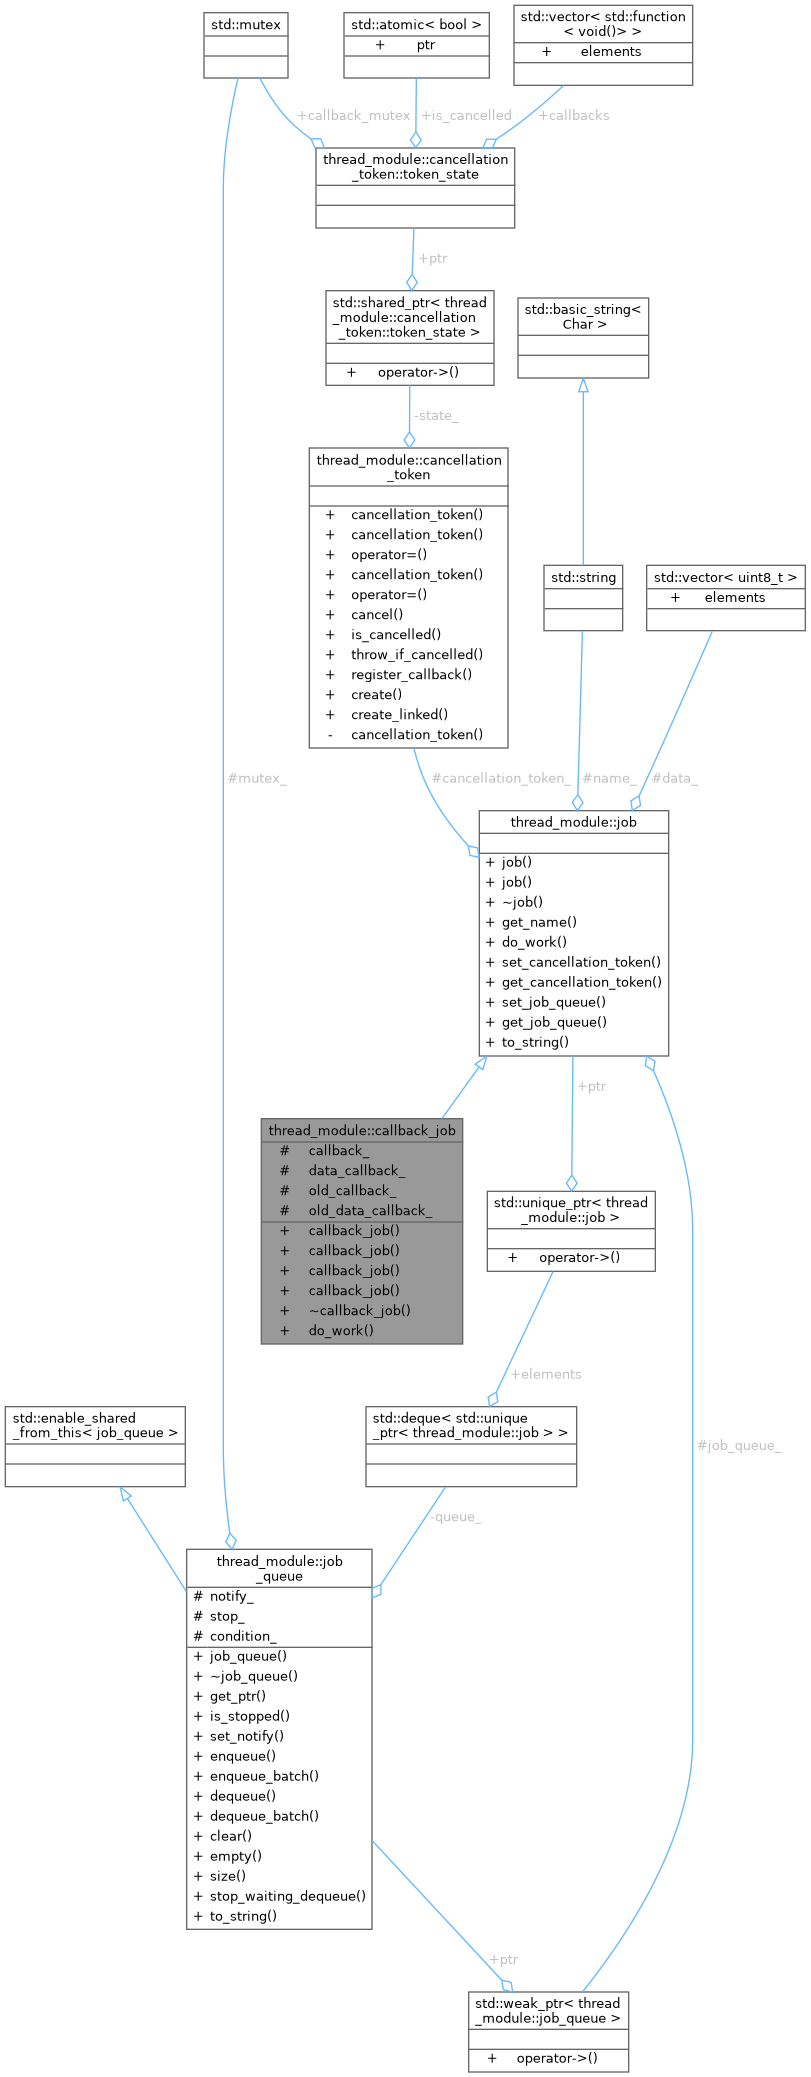 std::mutex
std::atomic< bool >
+ ptr
std::vector< std::function
< void()> >
+ elements
+callback_mutex
+is_cancelled
+callbacks
thread_module::cancellation
_token::token_state
+ptr
std::shared_ptr< thread
_module::cancellation
_token::token_state >
+ operator->()
std::basic_string<
Char >
-state_
thread_module::cancellation
_token
+ cancellation_token()
+ cancellation_token()
+ operator=()
+ cancellation_token()
+ operator=()
+ cancel()
+ is_cancelled()
+ throw_if_cancelled()
+ register_callback()
+ create()
+ create_linked()
- cancellation_token()
std::string
std::vector< uint8_t >
+ elements
#mutex_
#cancellation_token_
#name_
#data_
thread_module::job
+ job()
+ job()
+ ~job()
+ get_name()
+ do_work()
+ set_cancellation_token()
+ get_cancellation_token()
+ set_job_queue()
+ get_job_queue()
+ to_string()
+ptr
thread_module::callback_job
# callback_
# data_callback_
# old_callback_
# old_data_callback_
+ callback_job()
+ callback_job()
+ callback_job()
+ callback_job()
+ ~callback_job()
+ do_work()
std::unique_ptr< thread
_module::job >
+ operator->()
+elements
std::enable_shared
_from_this< job_queue >
std::deque< std::unique
_ptr< thread_module::job > >
#job_queue_
-queue_
thread_module::job
_queue
# notify_
# stop_
# condition_
+ job_queue()
+ ~job_queue()
+ get_ptr()
+ is_stopped()
+ set_notify()
+ enqueue()
+ enqueue_batch()
+ dequeue()
+ dequeue_batch()
+ clear()
+ empty()
+ size()
+ stop_waiting_dequeue()
+ to_string()
+ptr
std::weak_ptr< thread
_module::job_queue >
+ operator->()